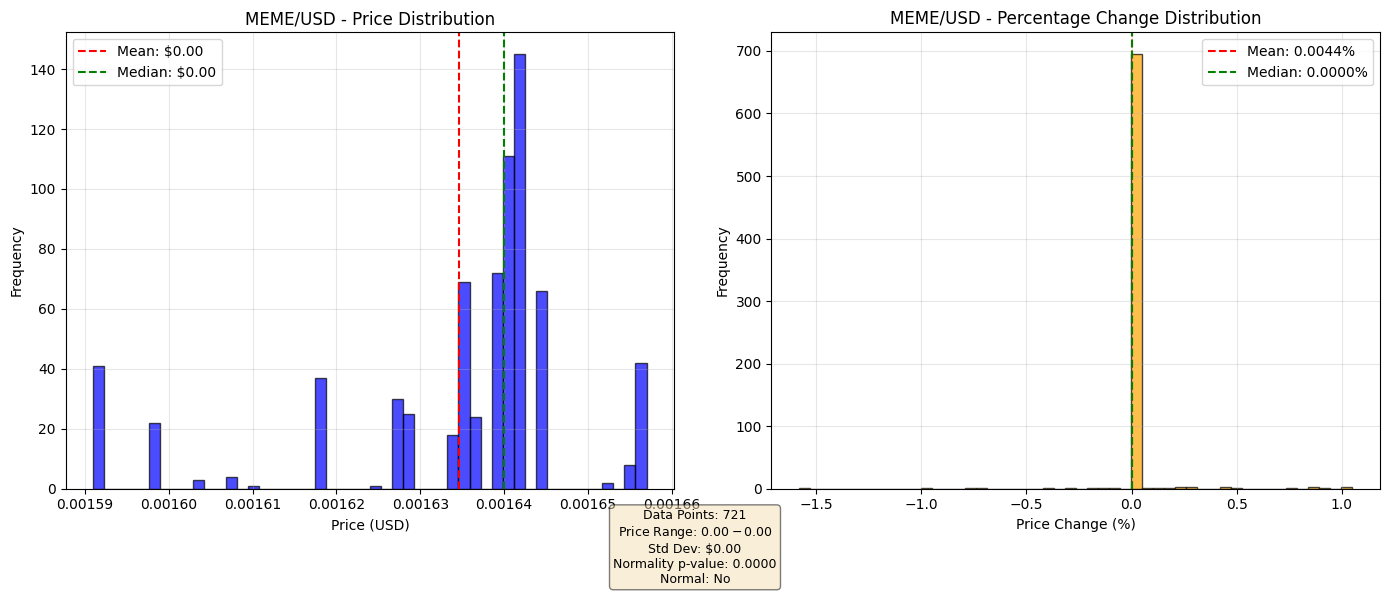 MEME/USD - Price Distribution
Mean: $0.00
Median: $0.00
Frequency
140
120
100
80
60
40
20
0
0.00159
0.00160
0.00161
0.00162
0.00163
0.00164
0.00165
0.00166
Price (USD)
MEME/USD - Percentage Change Distribution
Mean: 0.0044%
Median: 0.0000%
Frequency
700
600
500
400
300
200
100
0
−1.5
−1.0
−0.5
0.0
0.5
1.0
Price Change (%)
Data Points: 721
Price Range: 0.00 − 0.00
Std Dev: $0.00
Normality p-value: 0.0000
Normal: No